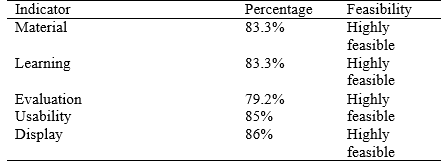 Indicator Percentage Feasibility
Material 83.3% Highly
feasible
Learning 83.3% Highly
feasible
Evaluation 79.2% Highly
Usability 85% feasible
Display 86% Highly
feasible